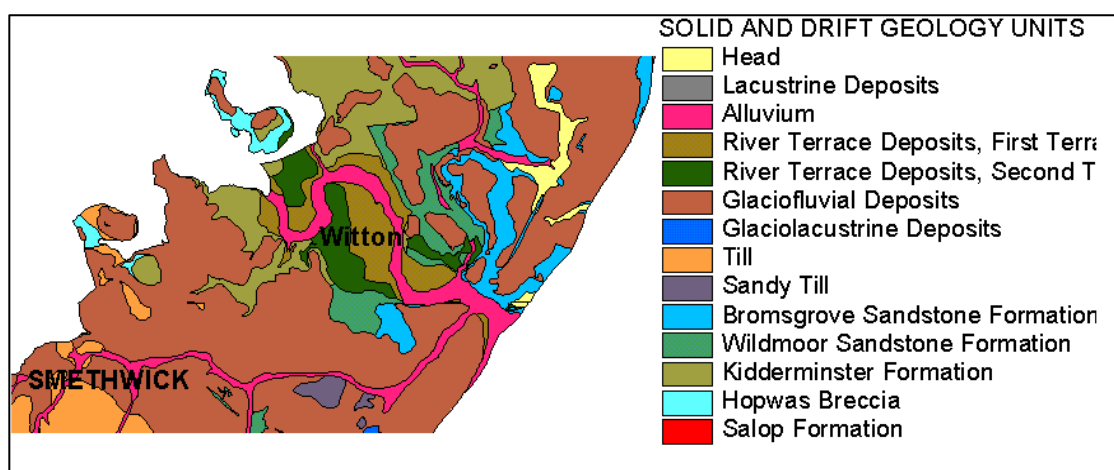 SOLID AND DRIFT GEOLOGY UNITS
Head
Lacustrine Deposits
Alluvium
River Terrace Deposits, First Terra
River Terrace Deposits, Second T
Glaciofluvial Deposits
Glaciolacustrine Deposits
Till
Sandy Till
Bromsgrove Sandstone Formation
Wildmoor Sandstone Formation
Kidderminster Formation
Hopwas Breccia
Salop Formation
Witton
SMETHWICK